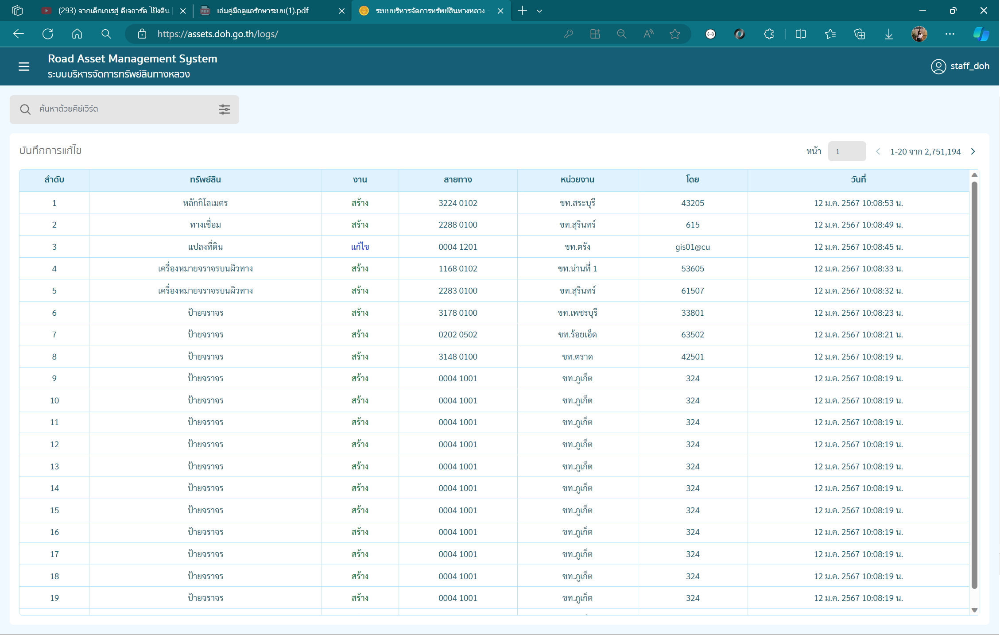 (293) จากเด็กเกเรสู่ ดีเจอาร์ต โป้งตีน
เล่มคู่มือดูแลรักษาระบบ(1).pdf
ระบบบริหารจัดการทรัพย์สินทางหลวง -
https://assets.doh.go.th/logs/
Road Asset Management System
ระบบบริหารจัดการทรัพย์สินทางหลวง
staff_doh
ค้นหาด้วยคีย์เวิร์ด
บันทึกการแก้ไข
หน้า 1 1-20 จาก 2,751,194
ลำดับ ทรัพย์สิน งาน สายทาง หน่วยงาน โดย วันที่
1 หลักกิโลเมตร สร้าง 3224 0102 ขท.สระบุรี 43205 12 ม.ค. 2567 10:08:53 น.
2 ทางเชื่อม สร้าง 2288 0100 ขท.สุรินทร์ 615 12 ม.ค. 2567 10:08:49 น.
3 แปลงที่ดิน แก้ไข 0004 1201 ขท.ตรัง gis01@cu 12 ม.ค. 2567 10:08:45 น.
4 เครื่องหมายจราจรบนผิวทาง สร้าง 1168 0102 ขท.น่านที่ 1 53605 12 ม.ค. 2567 10:08:33 น.
5 เครื่องหมายจราจรบนผิวทาง สร้าง 2283 0100 ขท.สุรินทร์ 61507 12 ม.ค. 2567 10:08:32 น.
6 ป้ายจราจร สร้าง 3178 0100 ขท.เพชรบุรี 33801 12 ม.ค. 2567 10:08:23 น.
7 ป้ายจราจร สร้าง 0202 0502 ขท.ร้อยเอ็ด 63502 12 ม.ค. 2567 10:08:21 น.
8 ป้ายจราจร สร้าง 3148 0100 ขท.ตราด 42501 12 ม.ค. 2567 10:08:19 น.
9 ป้ายจราจร สร้าง 0004 1001 ขท.ภูเก็ต 324 12 ม.ค. 2567 10:08:19 น.
10 ป้ายจราจร สร้าง 0004 1001 ขท.ภูเก็ต 324 12 ม.ค. 2567 10:08:19 น.
11 ป้ายจราจร สร้าง 0004 1001 ขท.ภูเก็ต 324 12 ม.ค. 2567 10:08:19 น.
12 ป้ายจราจร สร้าง 0004 1001 ขท.ภูเก็ต 324 12 ม.ค. 2567 10:08:19 น.
13 ป้ายจราจร สร้าง 0004 1001 ขท.ภูเก็ต 324 12 ม.ค. 2567 10:08:19 น.
14 ป้ายจราจร สร้าง 0004 1001 ขท.ภูเก็ต 324 12 ม.ค. 2567 10:08:19 น.
15 ป้ายจราจร สร้าง 0004 1001 ขท.ภูเก็ต 324 12 ม.ค. 2567 10:08:19 น.
16 ป้ายจราจร สร้าง 0004 1001 ขท.ภูเก็ต 324 12 ม.ค. 2567 10:08:19 น.
17 ป้ายจราจร สร้าง 0004 1001 ขท.ภูเก็ต 324 12 ม.ค. 2567 10:08:19 น.
18 ป้ายจราจร สร้าง 0004 1001 ขท.ภูเก็ต 324 12 ม.ค. 2567 10:08:19 น.
19 ป้ายจราจร สร้าง 0004 1001 ขท.ภูเก็ต 324 12 ม.ค. 2567 10:08:19 น.